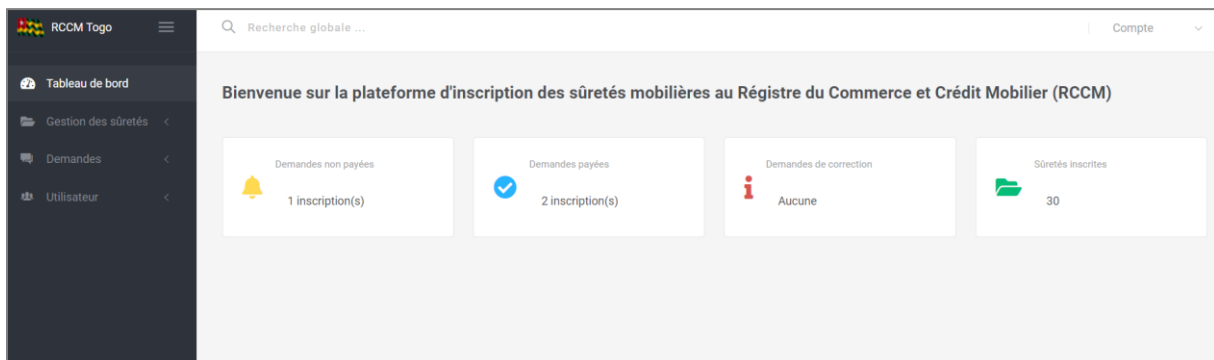 RCCM Togo
Recherche globale ...
Compte
Tableau de bord
Gestion des sûretés
Demandes
Utilisateur
Bienvenue sur la plateforme d'inscription des sûretés mobilières au Régistre du Commerce et Crédit Mobilier (RCCM)
Demandes non payées
1 inscription(s)
Demandes payées
2 inscription(s)
Demandes de correction
Aucune
Sûretés inscrites
30